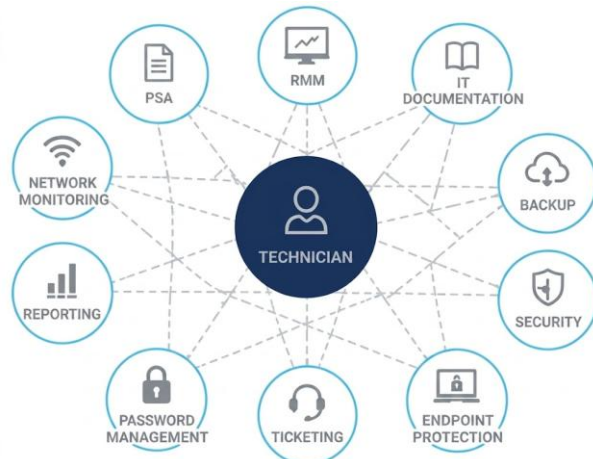 PSA
RMM
IT
DOCUMENTATION
NETWORK
MONITORING
BACKUP
TECHNICIAN
REPORTING
SECURITY
PASSWORD
MANAGEMENT
TICKETING
ENDPOINT
PROTECTION